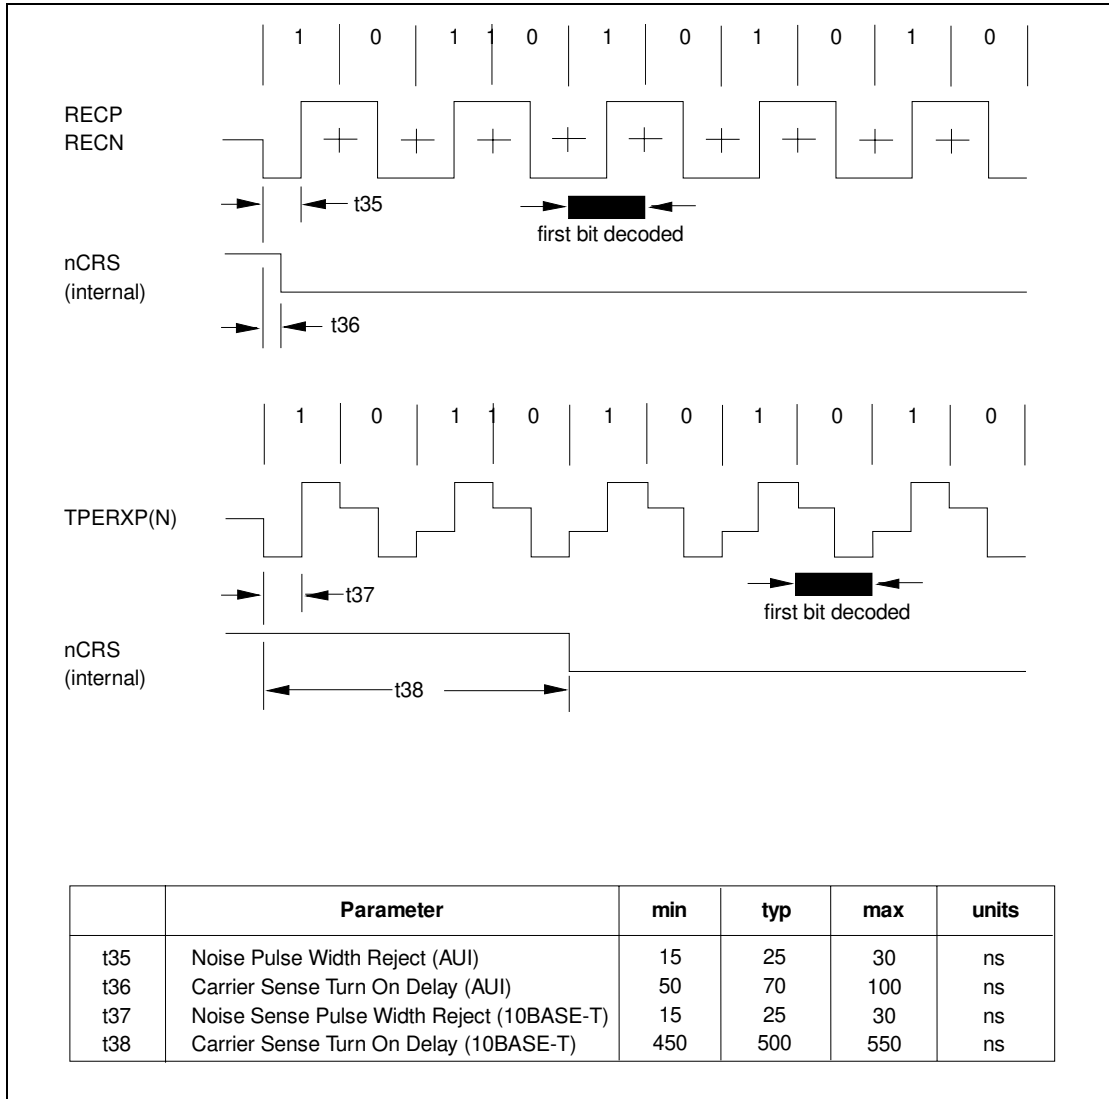 1 0 1 1 0 1 0 1 0 1 0
RECP
RECN
t35
first bit decoded
nCRS
(internal)
t36
1 0 1 1 0 1 0 1 0 1 0
TPERXP(N)
t37
first bit decoded
nCRS
(internal)
t38
Parameter min typ max units
t35 Noise Pulse Width Reject (AUI) 15 25 30 ns
t36 Carrier Sense Turn On Delay (AUI) 50 70 100 ns
t37 Noise Sense Pulse Width Reject (10BASE-T) 15 25 30 ns
t38 Carrier Sense Turn On Delay (10BASE-T) 450 500 550 ns